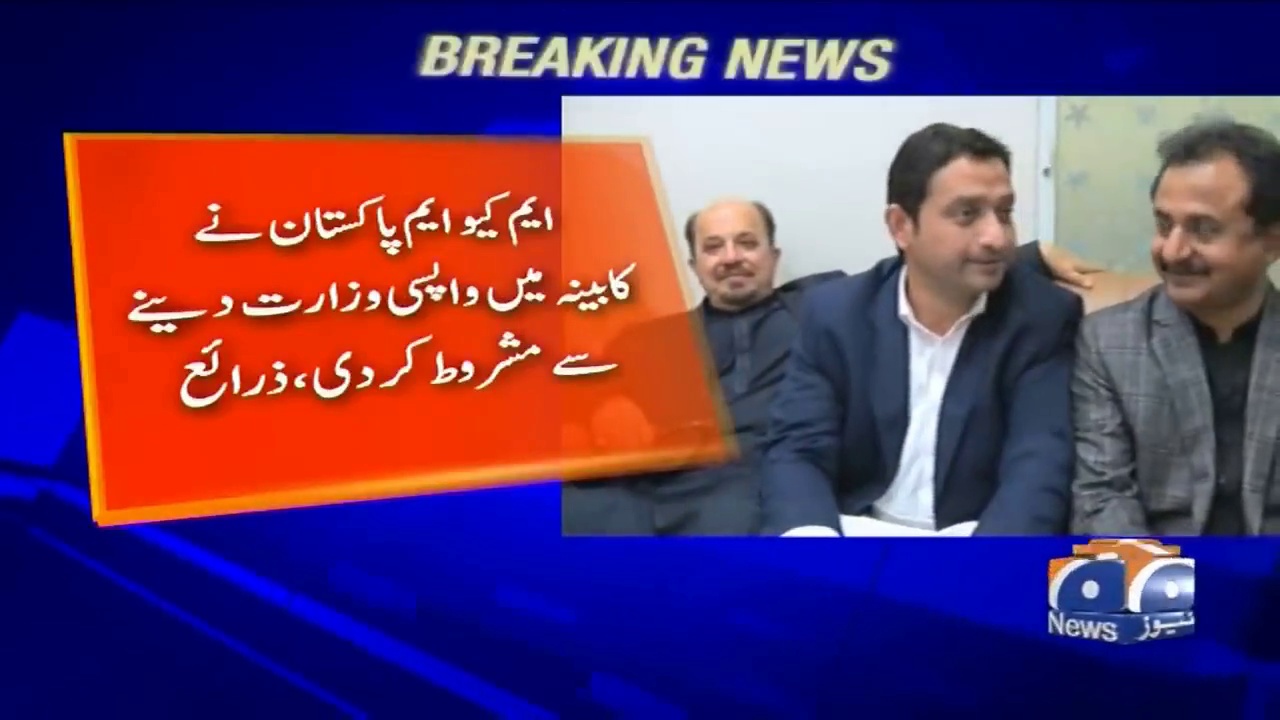 BREAKING NEWS
ایم کیو ایم پاکستان نے
کابینہ میں واپسی وزارت دینے
سے مشروط کر دی، ذرائع
News نیوز